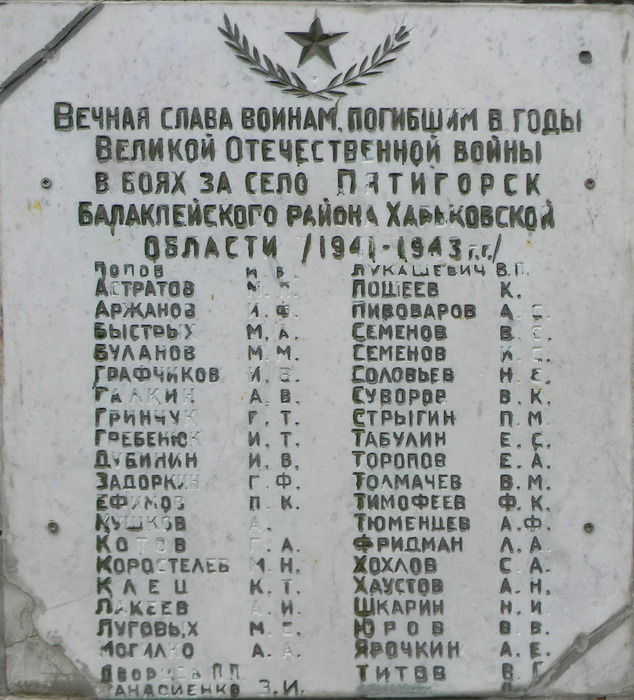 Вечная слава воинам, погибшим в годы
Великой Отечественной войны
в боях за село Пятигорск
Балаклейского района Харьковской
области /1941-1943 г.г./
Попов И. В.
Астратов
Аржанов И. Ф.
Быстрых М. А.
Буланов М. М.
Графчиков И. В.
Галкин А. В.
Гринчук Г. Т.
Гребенюк И. Т.
Дубинин И. В.
Задоркин Г. Ф.
Ефимов П. К.
Кушков А.
Котов Г. А.
Коростелев М. Н.
Клец К. Т.
Лакеев А. И.
Луговых М. С.
Могилко А. А.
Дворцов П. П.
Танасиенко З. И.
Лукашевич В. П.
Пошеев К.
Пивоваров А. С.
Семенов В. Е.
Семенов И. С.
Соловьев Н. Е.
Суворов В. К.
Стрыгин П. М.
Табулин Е. С.
Торопов Е. А.
Толмачев В. М.
Тимофеев Ф. К.
Тюменцев А. Ф.
Фридман Л. А.
Хохлов С. А.
Хаустов А. Н.
Шкарин Н. И.
Юров В. В.
Ярочкин А. Е.
Титов В. Г.